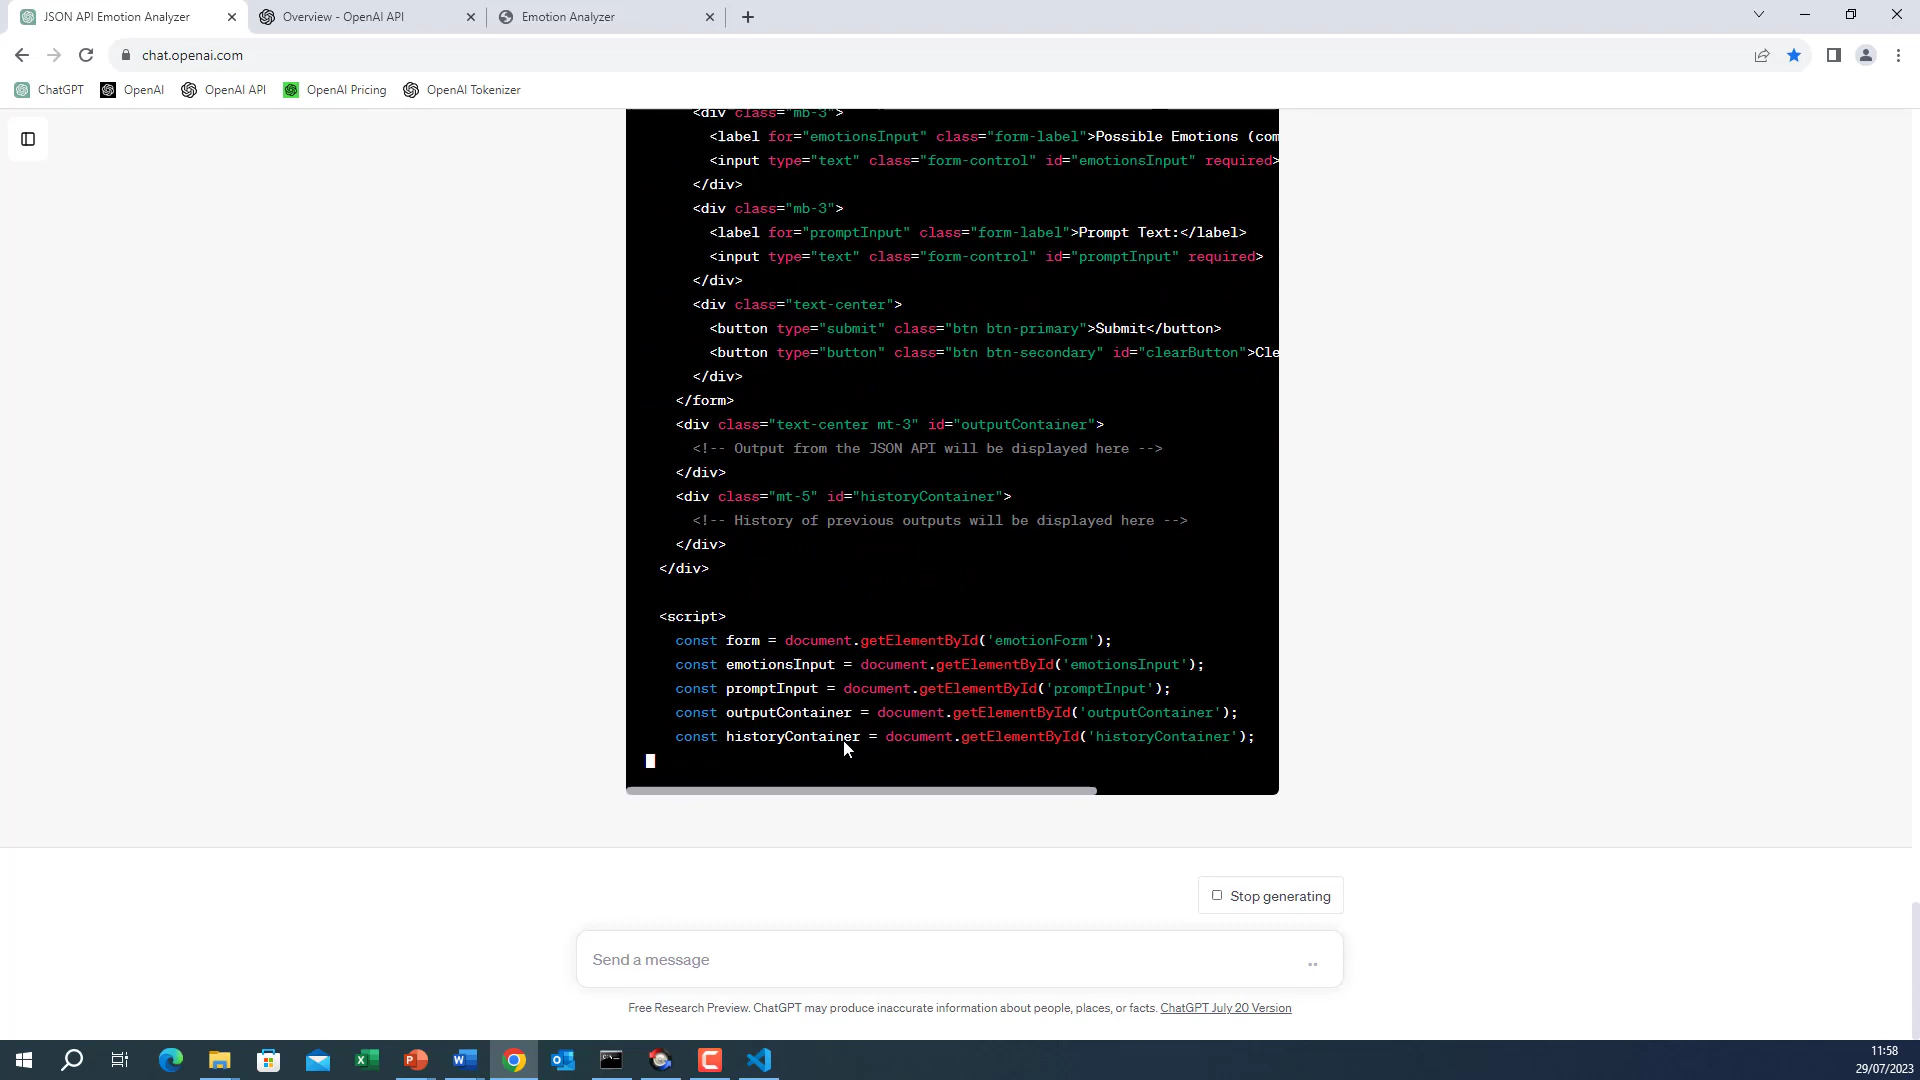 JSON API Emotion Analyzer
Overview - OpenAI API
Emotion Analyzer
chat.openai.com
ChatGPT
OpenAI
OpenAI API
OpenAI Pricing
OpenAI Tokenizer
<div class="mb-3">
<label for="emotionsInput" class="form-label">Possible Emotions (com
<input type="text" class="form-control" id="emotionsInput" required>
</div>
<div class="mb-3">
<label for="promptInput" class="form-label">Prompt Text:</label>
<input type="text" class="form-control" id="promptInput" required>
</div>
<div class="text-center">
<button type="submit" class="btn btn-primary">Submit</button>
<button type="button" class="btn btn-secondary" id="clearButton">Cle
</div>
</form>
<div class="text-center mt-3" id="outputContainer">
<!-- Output from the JSON API will be displayed here -->
</div>
<div class="mt-5" id="historyContainer">
<!-- History of previous outputs will be displayed here -->
</div>
</div>
<script>
const form = document.getElementById('emotionForm');
const emotionsInput = document.getElementById('emotionsInput');
const promptInput = document.getElementById('promptInput');
const outputContainer = document.getElementById('outputContainer');
const historyContainer = document.getElementById('historyContainer');
Stop generating
Send a message
Free Research Preview. ChatGPT may produce inaccurate information about people, places, or facts. ChatGPT July 20 Version
11:58
29/07/2023